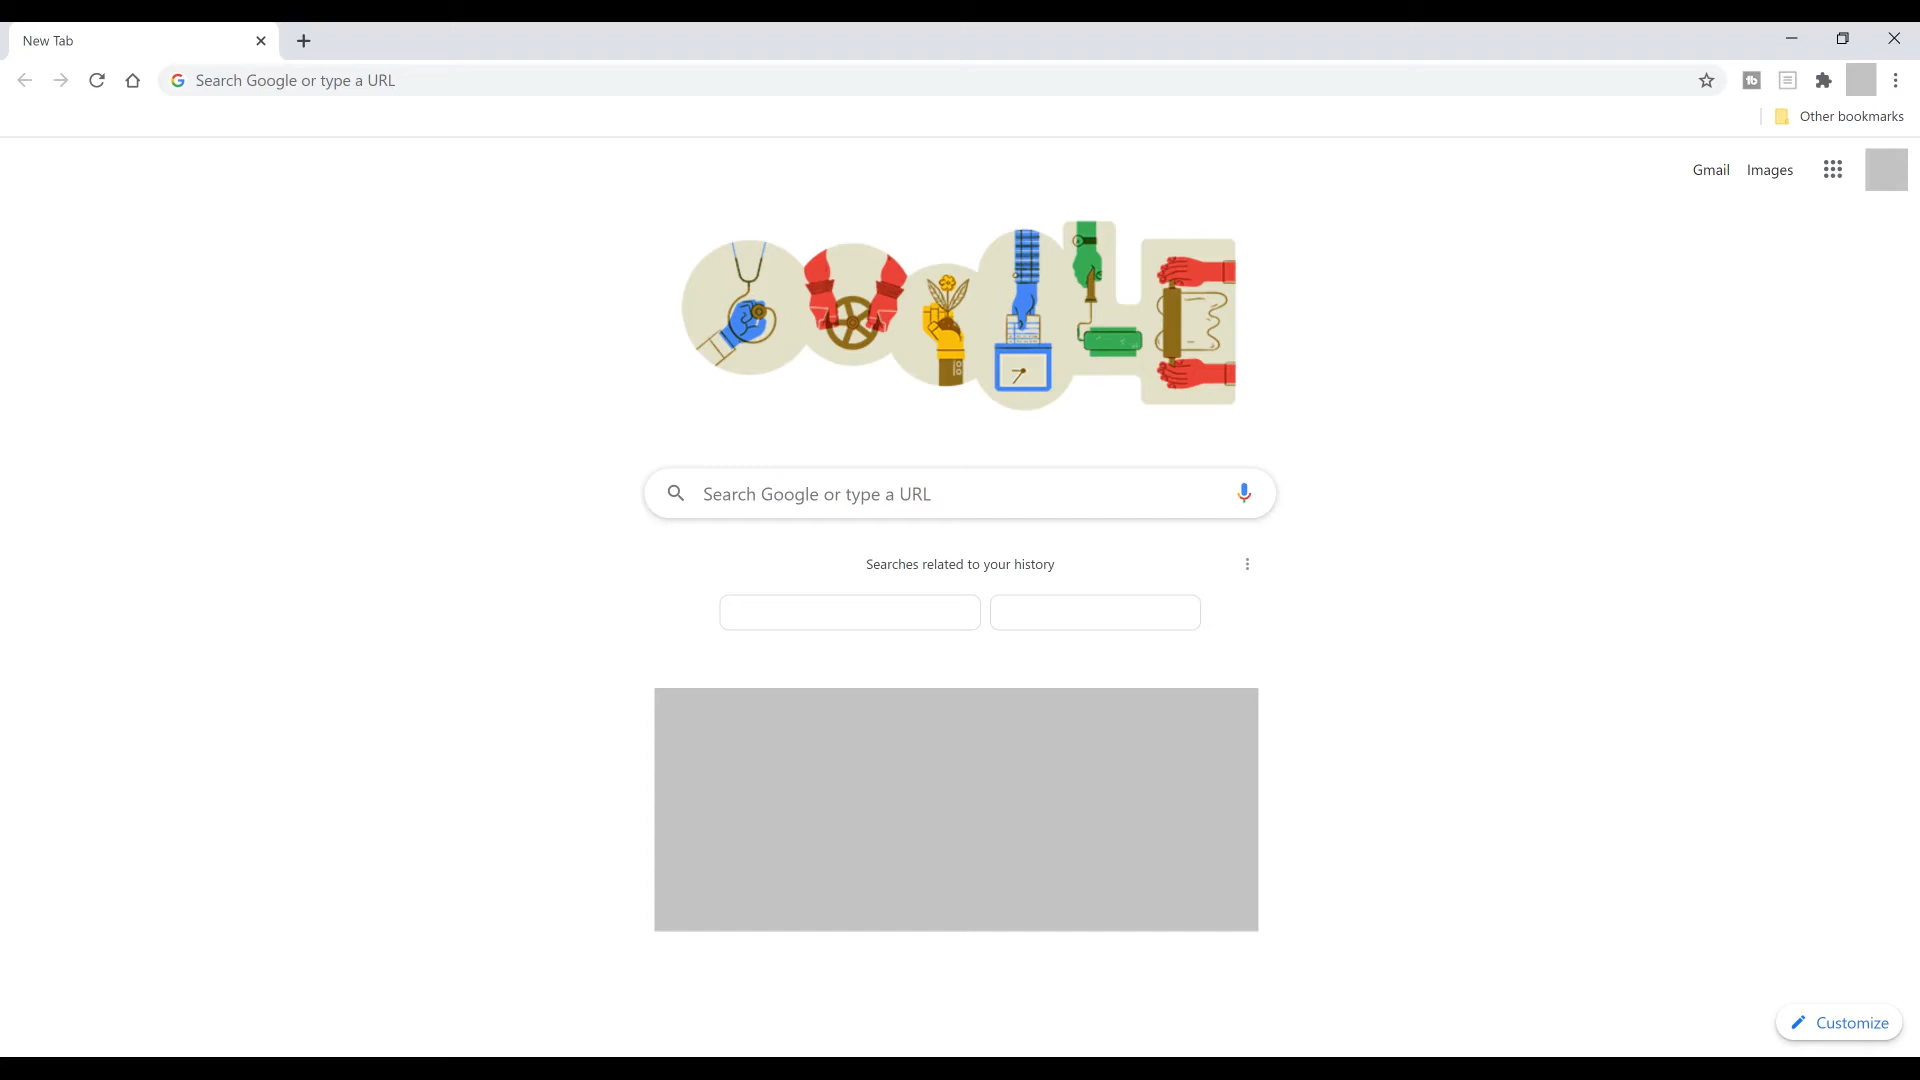 New Tab
Search Google or type a URL
Other bookmarks
Gmail Images
Search Google or type a URL
Searches related to your history
Customize